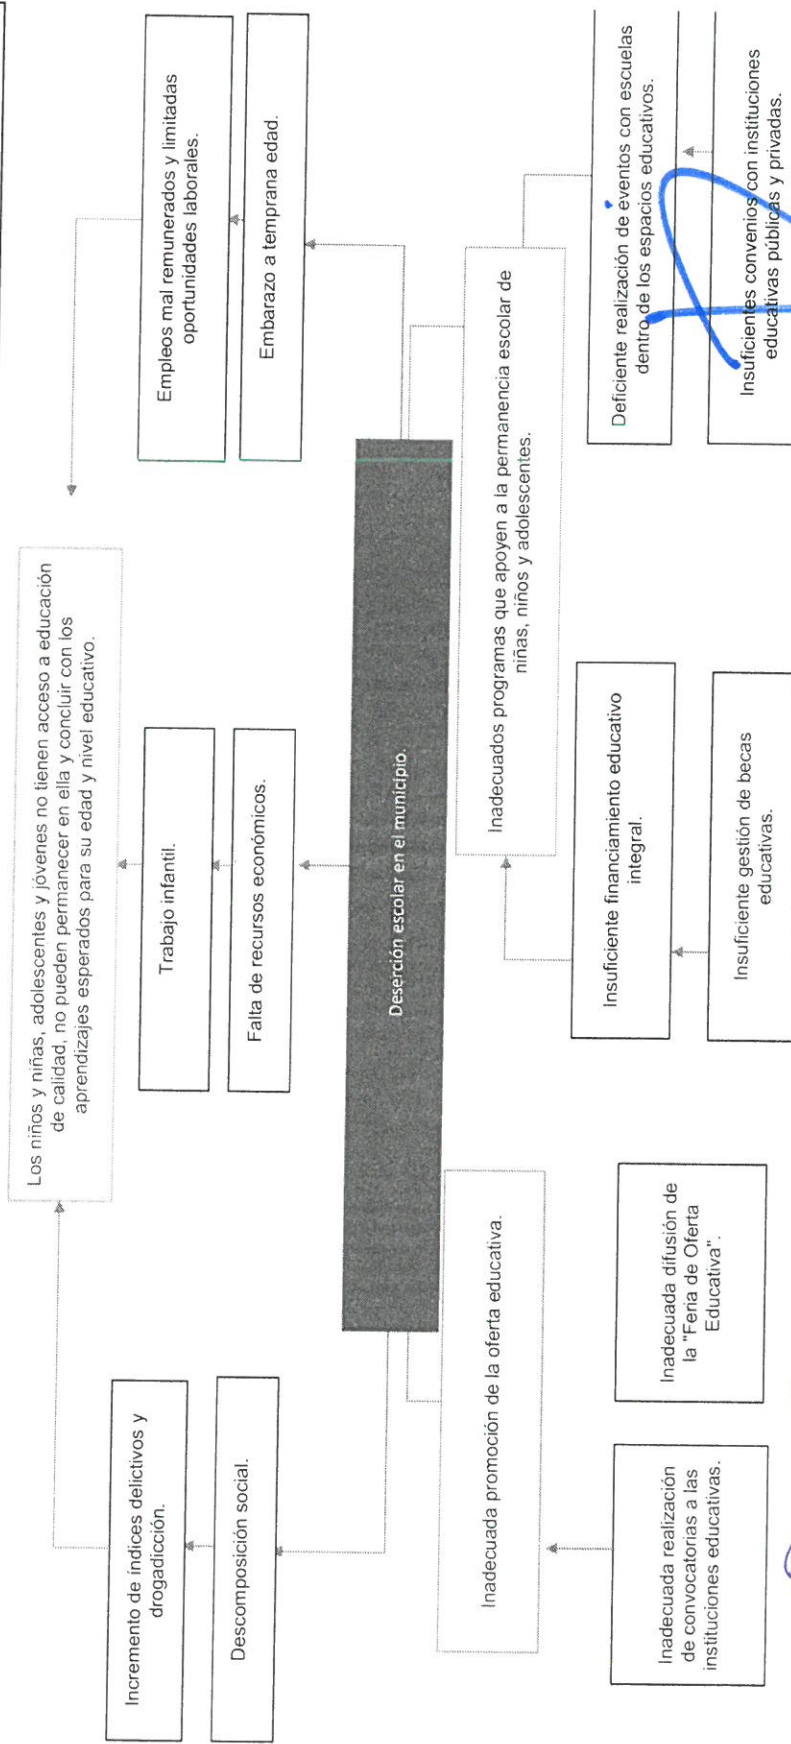 Los niños y niñas, adolescentes y jóvenes no tienen acceso a educación
de calidad, no pueden permanecer en ella y concluir con los
aprendizajes esperados para su edad y nivel educativo.
Incremento de índices delictivos y
drogadicción.
Descomposición social.
Trabajo infantil.
Falta de recursos económicos.
Empleos mal remunerados y limitadas
oportunidades laborales.
Embarazo a temprana edad.
Deserción escolar en el municipio.
Inadecuada promoción de la oferta educativa.
Inadecuados programas que apoyen a la permanencia escolar de
niñas, niños y adolescentes.
Inadecuada realización
de convocatorias a las
instituciones educativas.
Inadecuada difusión de
la "Feria de Oferta
Educativa".
Insuficiente financiamiento educativo
integral.
Insuficiente gestión de becas
educativas.
Deficiente realización de eventos con escuelas
dentro de los espacios educativos.
Insuficientes convenios con instituciones
educativas públicas y privadas.